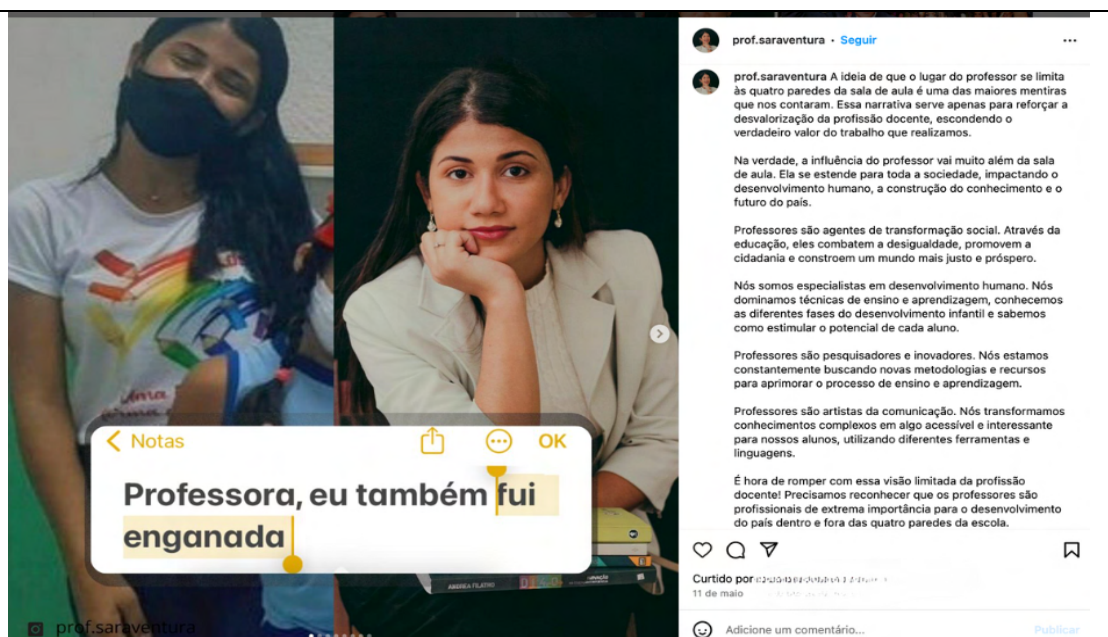 prof.saraventura • Seguir
prof.saraventura A ideia de que o lugar do professor se limita
às quatro paredes da sala de aula é uma das maiores mentiras
que nos contaram. Essa narrativa serve apenas para reforçar a
desvalorização da profissão docente, escondendo o
verdadeiro valor do trabalho que realizamos.
Na verdade, a influência do professor vai muito além da sala
de aula. Ela se estende para toda a sociedade, impactando o
desenvolvimento humano, a construção do conhecimento e o
futuro do país.
Professores são agentes de transformação social. Através da
educação, eles combatem a desigualdade, promovem a
cidadania e constroem um mundo mais justo e próspero.
Nós somos especialistas em desenvolvimento humano. Nós
dominamos técnicas de ensino e aprendizagem, conhecemos
as diferentes fases do desenvolvimento infantil e sabemos
como estimular o potencial de cada aluno.
Professores são pesquisadores e inovadores. Nós estamos
constantemente buscando novas metodologias e recursos
para aprimorar o processo de ensino e aprendizagem.
Professores são artistas da comunicação. Nós transformamos
conhecimentos complexos em algo acessível e interessante
para nossos alunos, utilizando diferentes ferramentas e
linguagens.
É hora de romper com essa visão limitada da profissão
docente! Precisamos reconhecer que os professores são
profissionais de extrema importância para o desenvolvimento
do país dentro e fora das quatro paredes da escola.
Curtido por
11 de maio
Adicione um comentário...
Publicar
Notas
OK
Professora, eu também fui
enganada
prof.saraventura